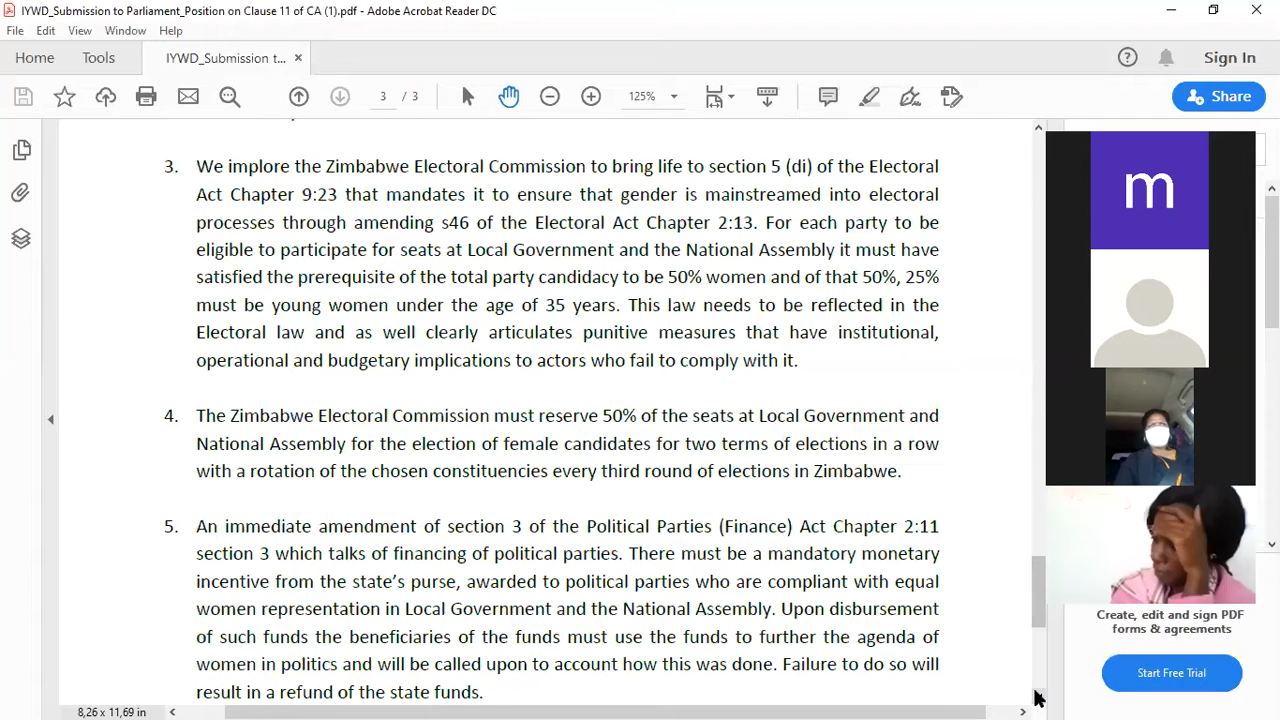 IYWD_Submission to Parliament_Position on Clause 11 of CA (1).pdf - Adobe Acrobat Reader DC
File Edit View Window Help
Home Tools IYWD_Submission t... × Sign In
3 / 3 125% Share
3. We implore the Zimbabwe Electoral Commission to bring life to section 5 (di) of the Electoral
Act Chapter 9:23 that mandates it to ensure that gender is mainstreamed into electoral
processes through amending s46 of the Electoral Act Chapter 2:13. For each party to be
eligible to participate for seats at Local Government and the National Assembly it must have
satisfied the prerequisite of the total party candidacy to be 50% women and of that 50%, 25%
must be young women under the age of 35 years. This law needs to be reflected in the
Electoral law and as well clearly articulates punitive measures that have institutional,
operational and budgetary implications to actors who fail to comply with it.
4. The Zimbabwe Electoral Commission must reserve 50% of the seats at Local Government and
National Assembly for the election of female candidates for two terms of elections in a row
with a rotation of the chosen constituencies every third round of elections in Zimbabwe.
5. An immediate amendment of section 3 of the Political Parties (Finance) Act Chapter 2:11
section 3 which talks of financing of political parties. There must be a mandatory monetary
incentive from the state's purse, awarded to political parties who are compliant with equal
women representation in Local Government and the National Assembly. Upon disbursement
of such funds the beneficiaries of the funds must use the funds to further the agenda of
women in politics and will be called upon to account how this was done. Failure to do so will
result in a refund of the state funds.
8,26 x 11,69 in
m
Create, edit and sign PDF
forms & agreements
Start Free Trial